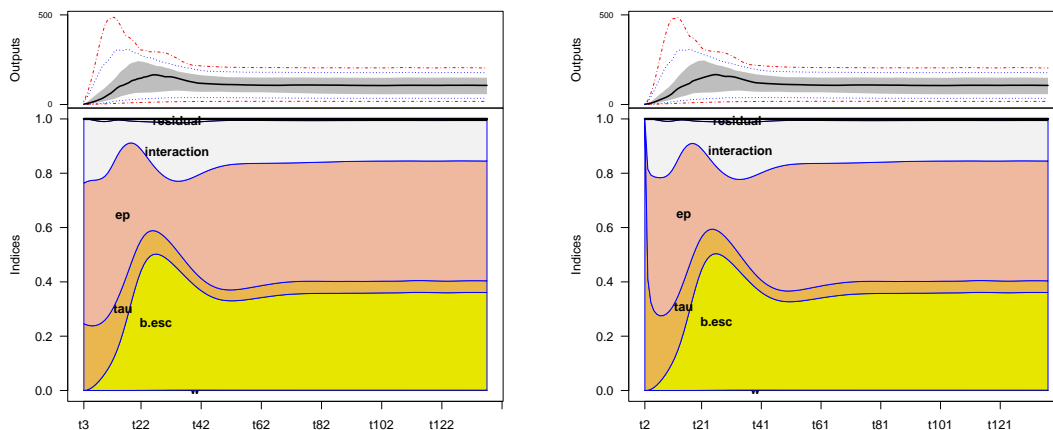 500
0
Outputs
1.0
0.8
0.6
0.4
0.2
0.0
Indices
residual
interaction
ep
tau
b.esc
w
t3 t22 t42 t62 t82 t102 t122
500
0
Outputs
1.0
0.8
0.6
0.4
0.2
0.0
Indices
residual
interaction
ep
tau
b.esc
w
t2 t21 t41 t61 t81 t101 t121